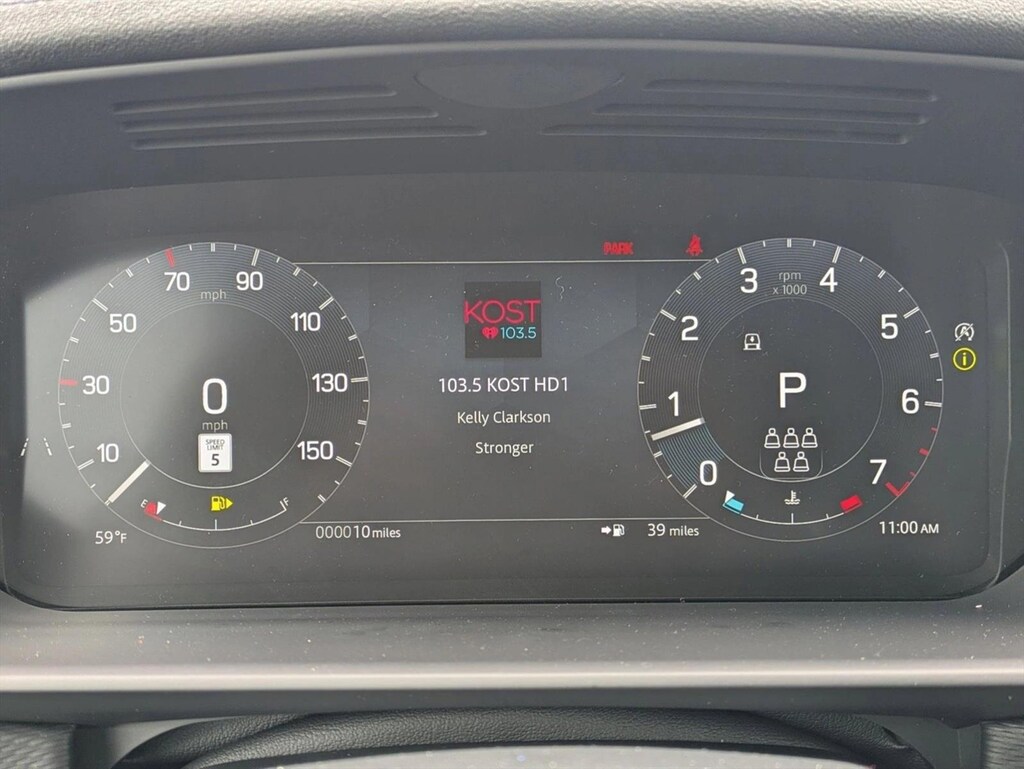 PARK
70 90
mph
50 110
30 130
10 150
0
mph
SPEED
LIMIT
5
E F
59°F
KOST
103.5
103.5 KOST HD1
Kelly Clarkson
Stronger
000010 miles
39 miles
3 4
rpm
x 1000
2 5
1 6
0 7
P
A
i
11:00 AM